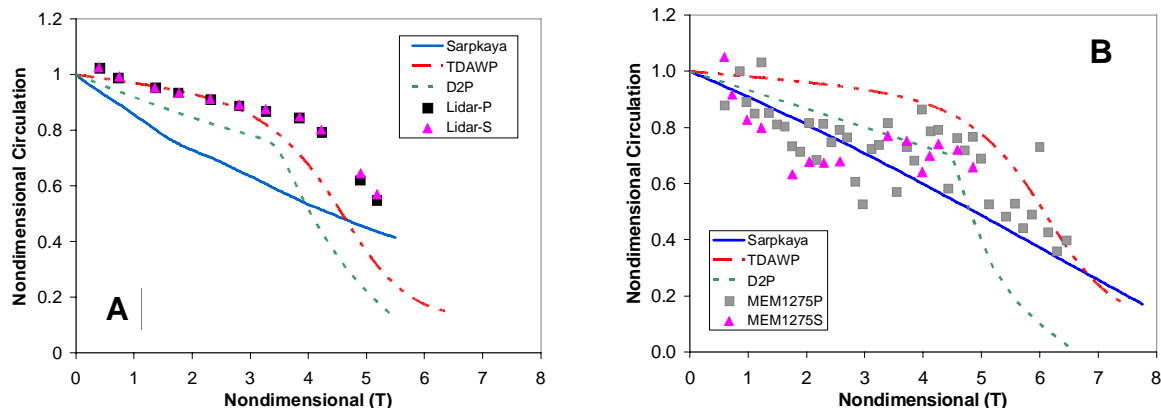 Nondimensional Circulation
1.2
1
0.8
0.6
0.4
0.2
0
0 1 2 3 4 5 6 7 8
Nondimensional (T)
Sarpkaya
TDAWP
D2P
Lidar-P
Lidar-S
A
Nondimensional Circulation
1.2
1.0
0.8
0.6
0.4
0.2
0.0
0 1 2 3 4 5 6 7 8
Nondimensional (T)
B
Sarpkaya
TDAWP
D2P
MEM1275P
MEM1275S